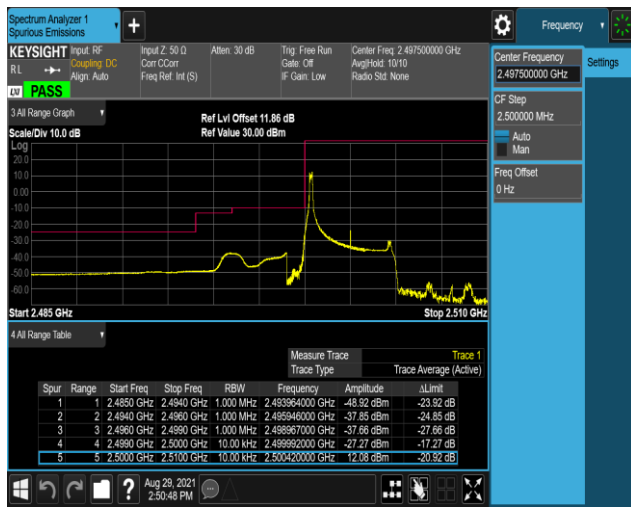 Spectrum Analyzer 1
Spurious Emissions
+
Frequency
KEYSIGHT
RL
Input: RF
Coupling: DC
Align: Auto
Input Z: 50 Ω
Corr CCorr
Freq Ref: Int (S)
Atten: 30 dB
Trig: Free Run
Gate: Off
IF Gain: Low
Center Freq: 2.497500000 GHz
Avg|Hold: 10/10
Radio Std: None
LXI PASS
Center Frequency
2.497500000 GHz
Settings
CF Step
2.500000 MHz
Auto
Man
Freq Offset
0 Hz
3 All Range Graph
Ref Lvl Offset 11.86 dB
Scale/Div 10.0 dB
Ref Value 30.00 dBm
Log
20.0
10.0
0.00
-10.0
-20.0
-30.0
-40.0
-50.0
-60.0
Start 2.485 GHz
Stop 2.510 GHz
4 All Range Table
Measure Trace Trace 1
Trace Type Trace Average (Active)
Spur Range Start Freq Stop Freq RBW Frequency Amplitude ΔLimit
1 1 2.4850 GHz 2.4940 GHz 1.000 MHz 2.493964000 GHz -48.92 dBm -23.92 dB
2 2 2.4940 GHz 2.4960 GHz 1.000 MHz 2.495946000 GHz -37.85 dBm -24.85 dB
3 3 2.4960 GHz 2.4990 GHz 1.000 MHz 2.498967000 GHz -37.66 dBm -27.66 dB
4 4 2.4990 GHz 2.5000 GHz 10.00 kHz 2.499992000 GHz -27.27 dBm -17.27 dB
5 5 2.5000 GHz 2.5100 GHz 10.00 kHz 2.500420000 GHz 12.08 dBm -20.92 dB
?
Aug 29, 2021
2:50:48 PM